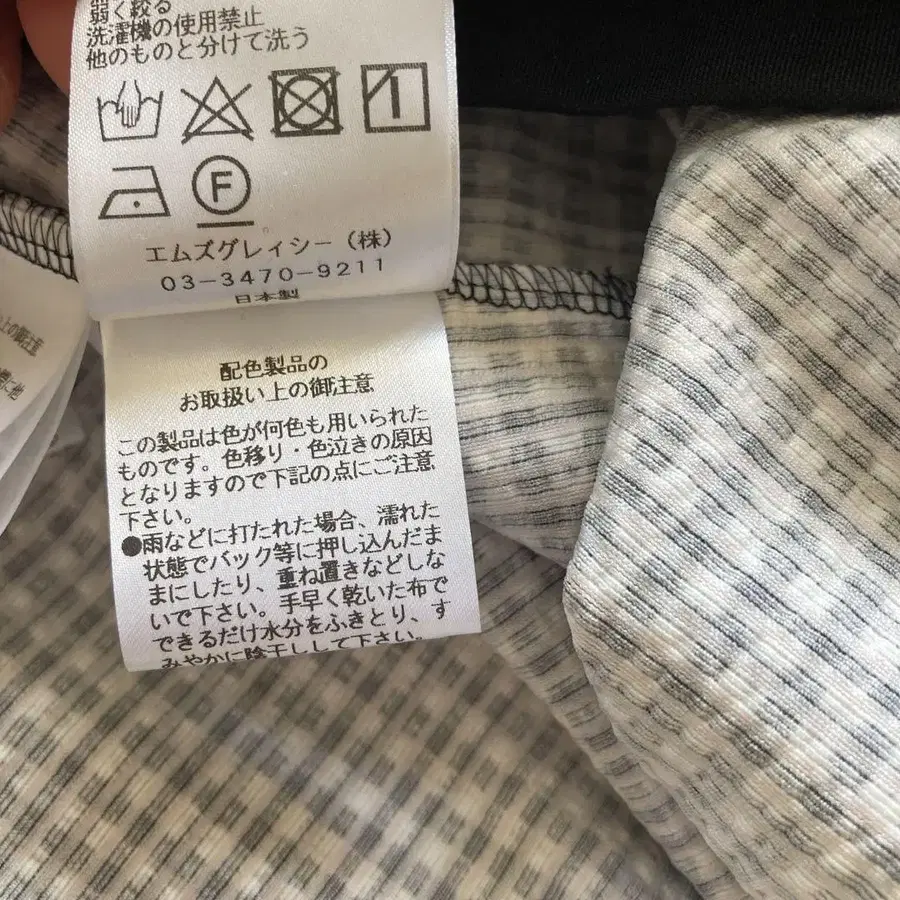 弱く絞る
洗濯機の使用禁止
他のものと分けて洗う
F
エムズグレイシー（株）
03-3470-9211
日本製
配色製品の
お取扱い上の御注意
この製品は色が何色も用いられた
ものです。色移り・色泣きの原因
となりますので下記の点にご注意
下さい。
●雨などに打たれた場合、濡れた
状態でバック等に押し込んだま
まにしたり、重ね置きなどしな
いで下さい。手早く乾いた布で
できるだけ水分をふきとり、す
みやかに陰干しして下さい。
上の御注意